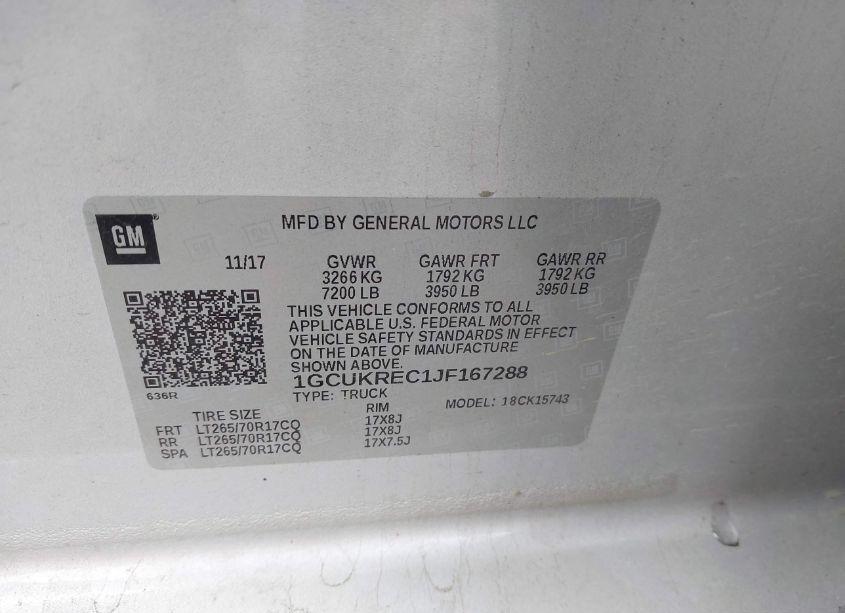 GM
MFD BY GENERAL MOTORS LLC
11/17 GVWR GAWR FRT GAWR RR
3266 KG 1792 KG 1792 KG
7200 LB 3950 LB 3950 LB
THIS VEHICLE CONFORMS TO ALL
APPLICABLE U.S. FEDERAL MOTOR
VEHICLE SAFETY STANDARDS IN EFFECT
ON THE DATE OF MANUFACTURE
SHOWN ABOVE.
1GCUKREC1JF167288
636R
TYPE: TRUCK MODEL: 18CK15743
TIRE SIZE RIM
FRT LT265/70R17CQ 17X8J
RR LT265/70R17CQ 17X8J
SPA LT265/70R17CQ 17X7.5J